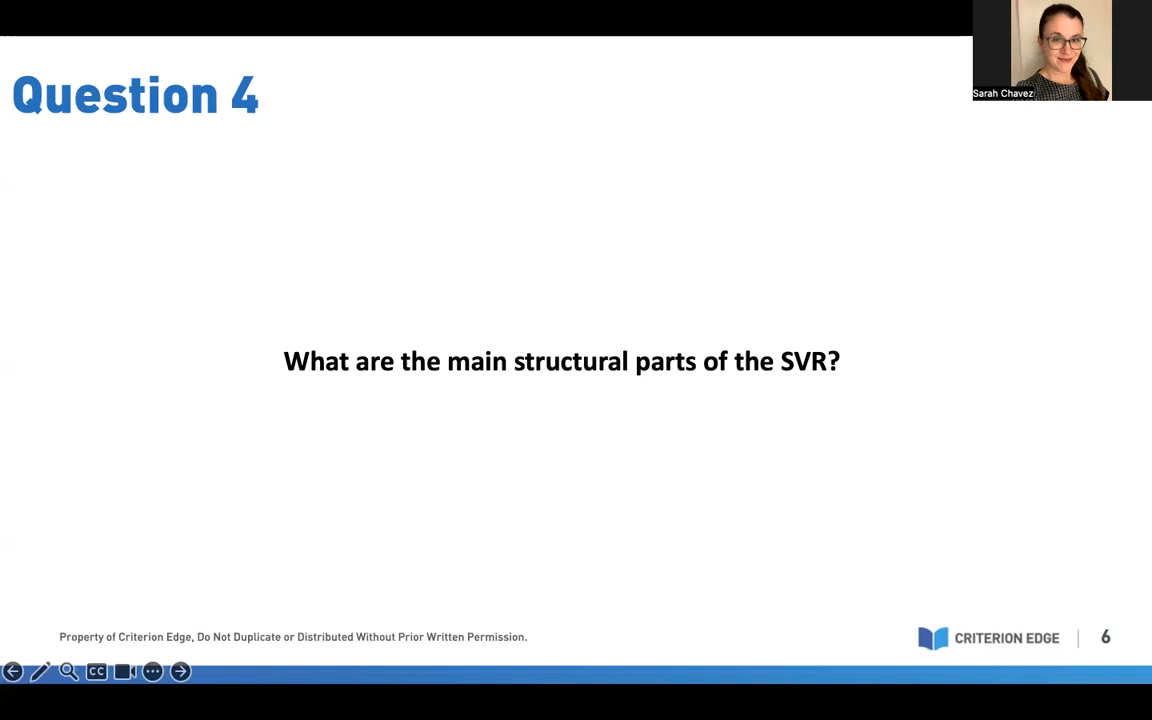 Question 4
Sarah Chavez
What are the main structural parts of the SVR?
Property of Criterion Edge, Do Not Duplicate or Distributed Without Prior Written Permission.
CRITERION EDGE
6
CC